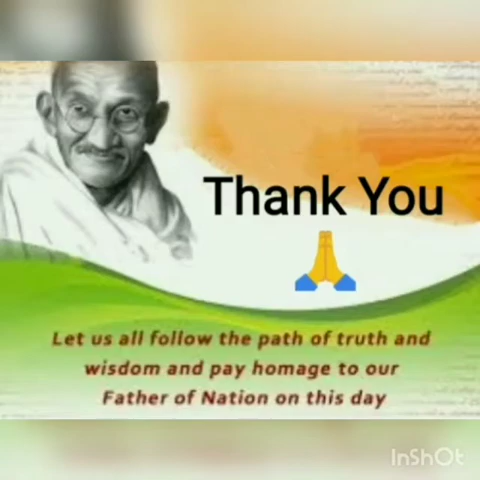 Thank You
🙏
Let us all follow the path of truth and
wisdom and pay homage to our
Father of Nation on this day
InShOt